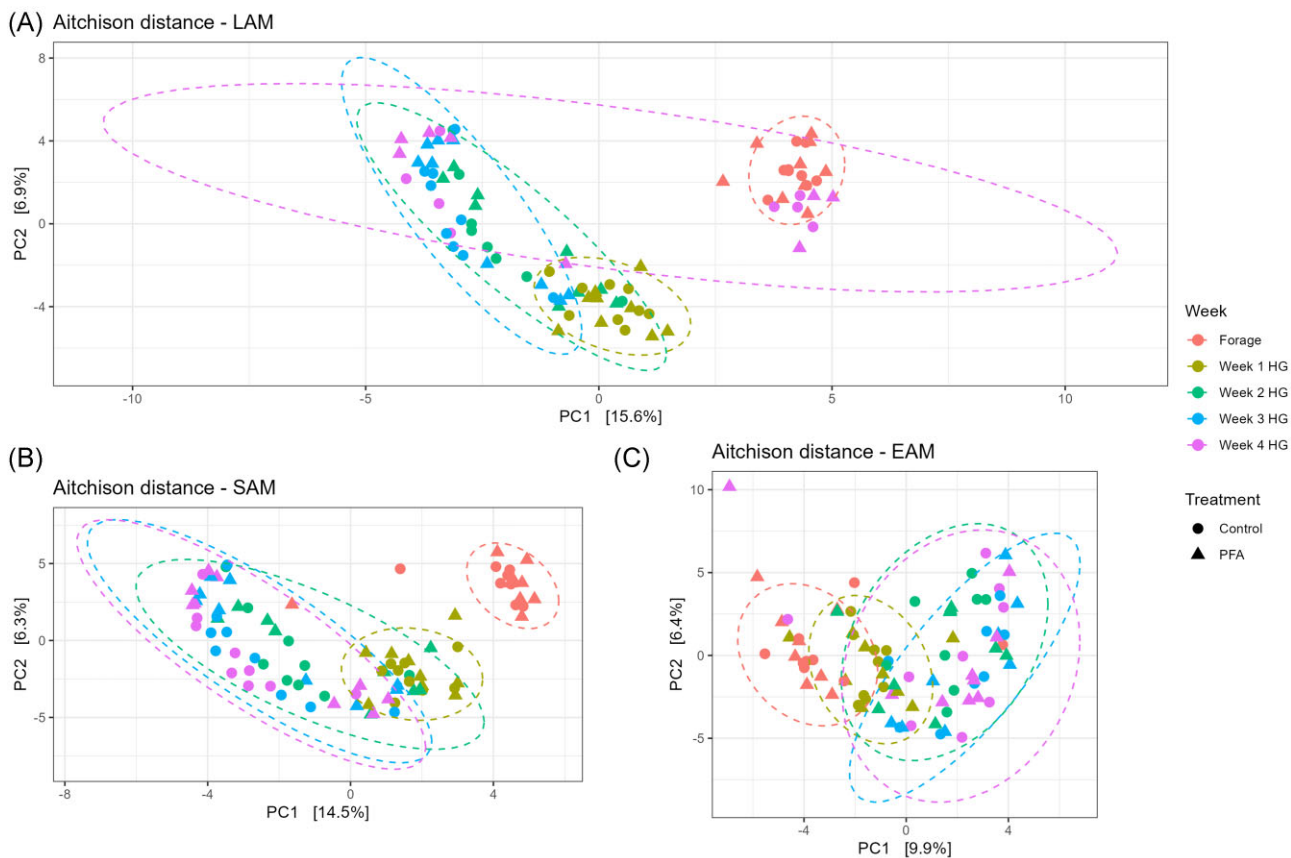 (A) Aitchison distance - LAM
8
4
0
-4
PC2 [6.9%]
-10
-5
0
5
10
PC1 [15.6%]
Week
Forage
Week 1 HG
Week 2 HG
Week 3 HG
Week 4 HG
Treatment
Control
PFA
(B)
Aitchison distance - SAM
5
0
-5
PC2 [6.3%]
-8
-4
0
4
PC1 [14.5%]
(C)
Aitchison distance - EAM
10
5
0
-5
PC2 [6.4%]
-4
0
4
PC1 [9.9%]